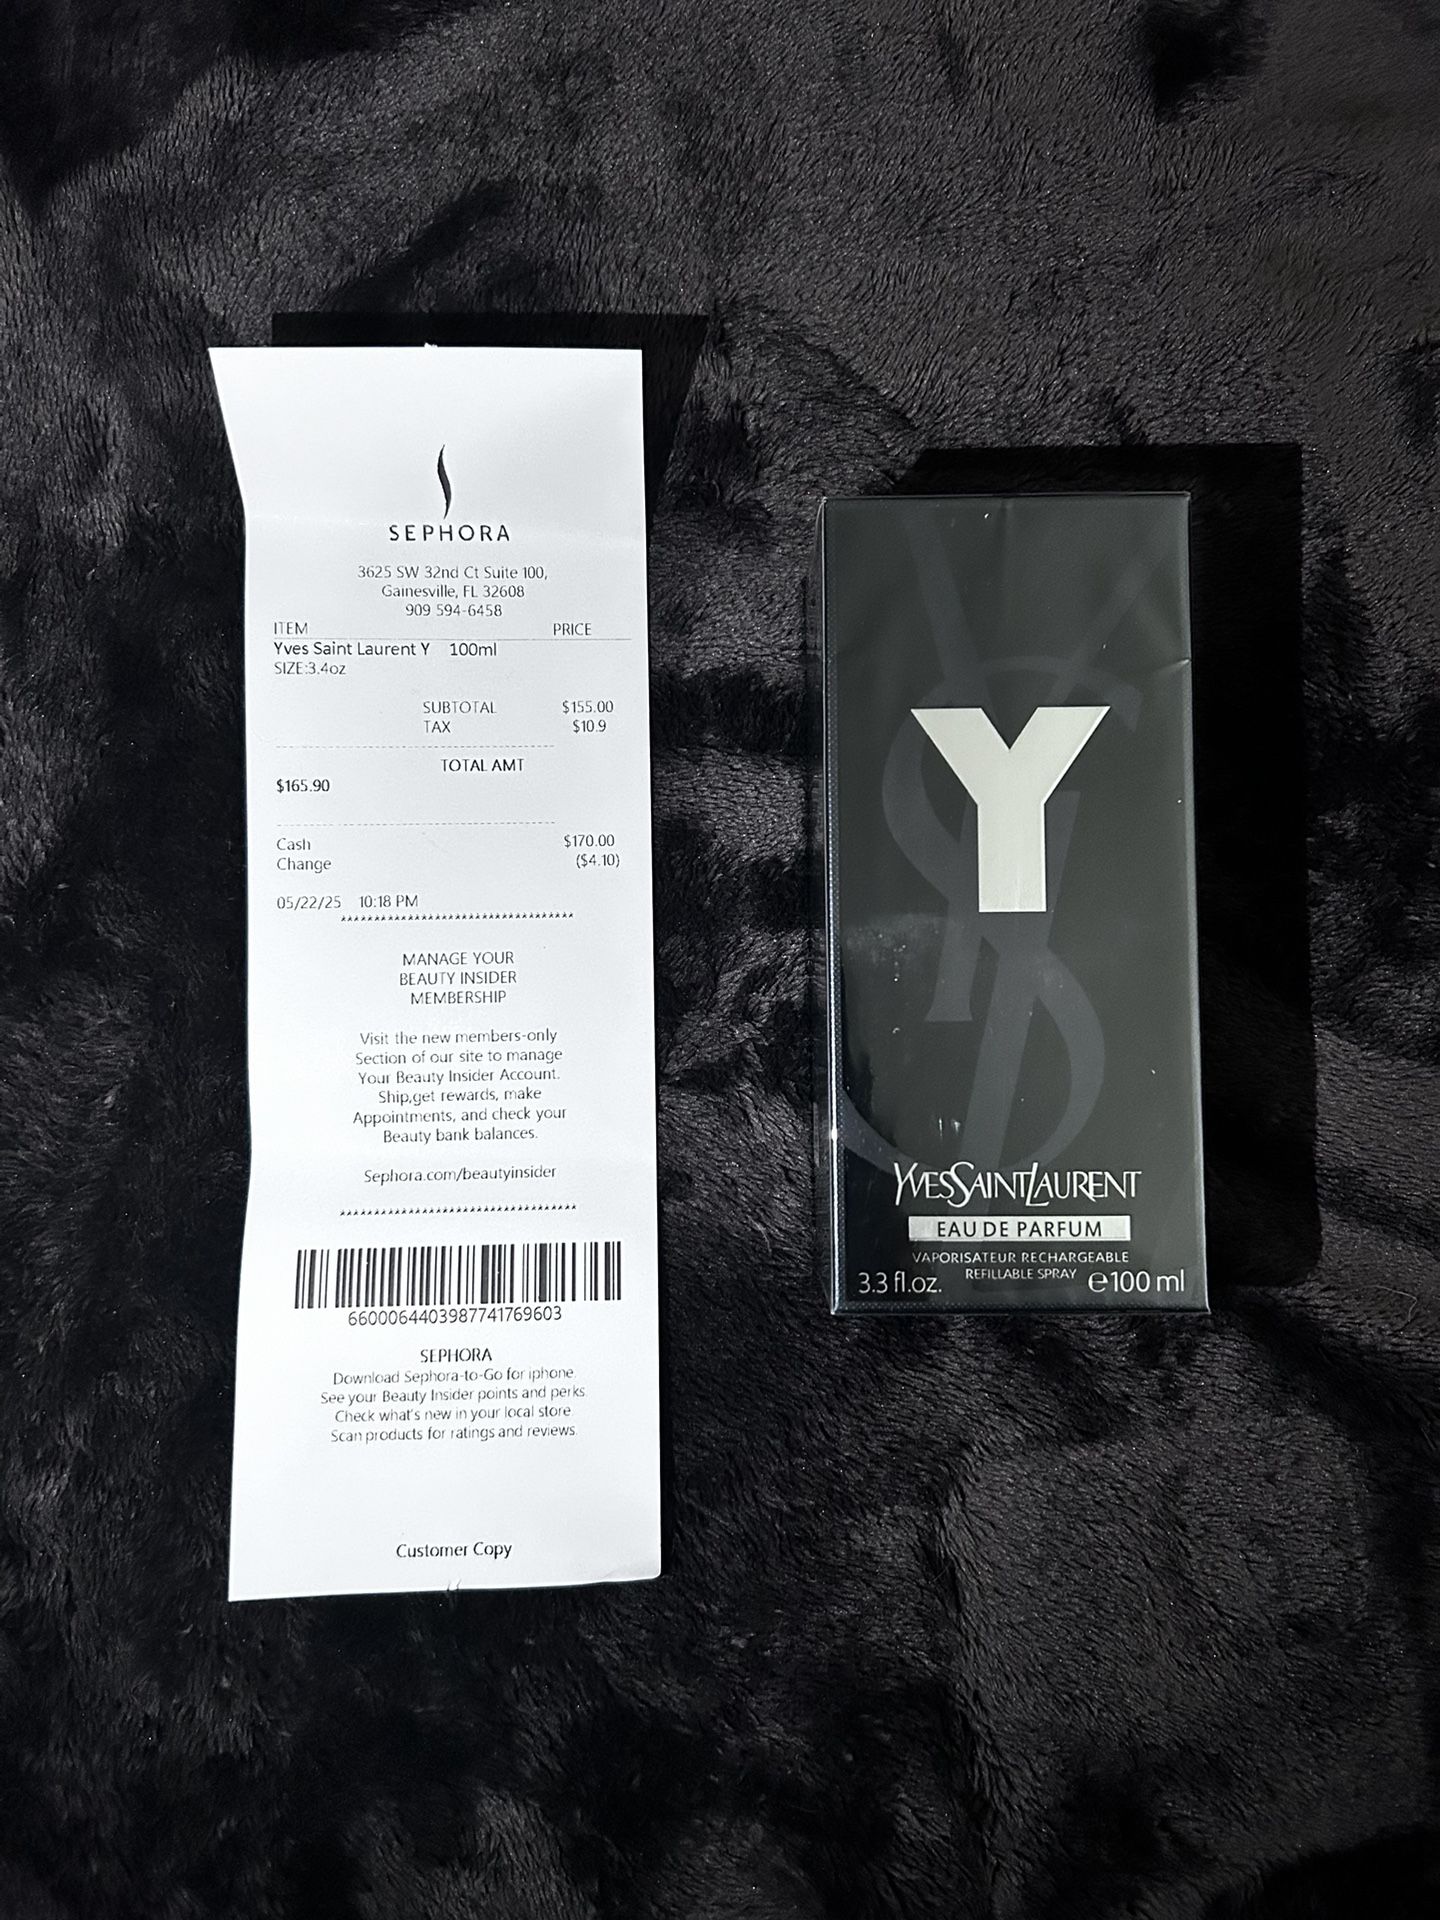 SEPHORA
3625 SW 32nd Ct Suite 100,
Gainesville, FL 32608
909 594-6458
ITEM PRICE
Yves Saint Laurent Y 100ml
SIZE:3.4oz
SUBTOTAL $155.00
TAX $10.9
TOTAL AMT
$165.90
Cash $170.00
Change ($4.10)
05/22/25 10:18 PM
MANAGE YOUR
BEAUTY INSIDER
MEMBERSHIP
Visit the new members-only
Section of our site to manage
Your Beauty Insider Account.
Ship,get rewards, make
Appointments, and check your
Beauty bank balances.
Sephora.com/beautyinsider
6600064403987741769603
SEPHORA
Download Sephora-to-Go for iphone.
See your Beauty Insider points and perks.
Check what's new in your local store.
Scan products for ratings and reviews.
Customer Copy
YSL
Y
YVESSAINTLAURENT
EAU DE PARFUM
VAPORISATEUR RECHARGEABLE
REFILLABLE SPRAY
3.3 fl.oz. ℮100 ml